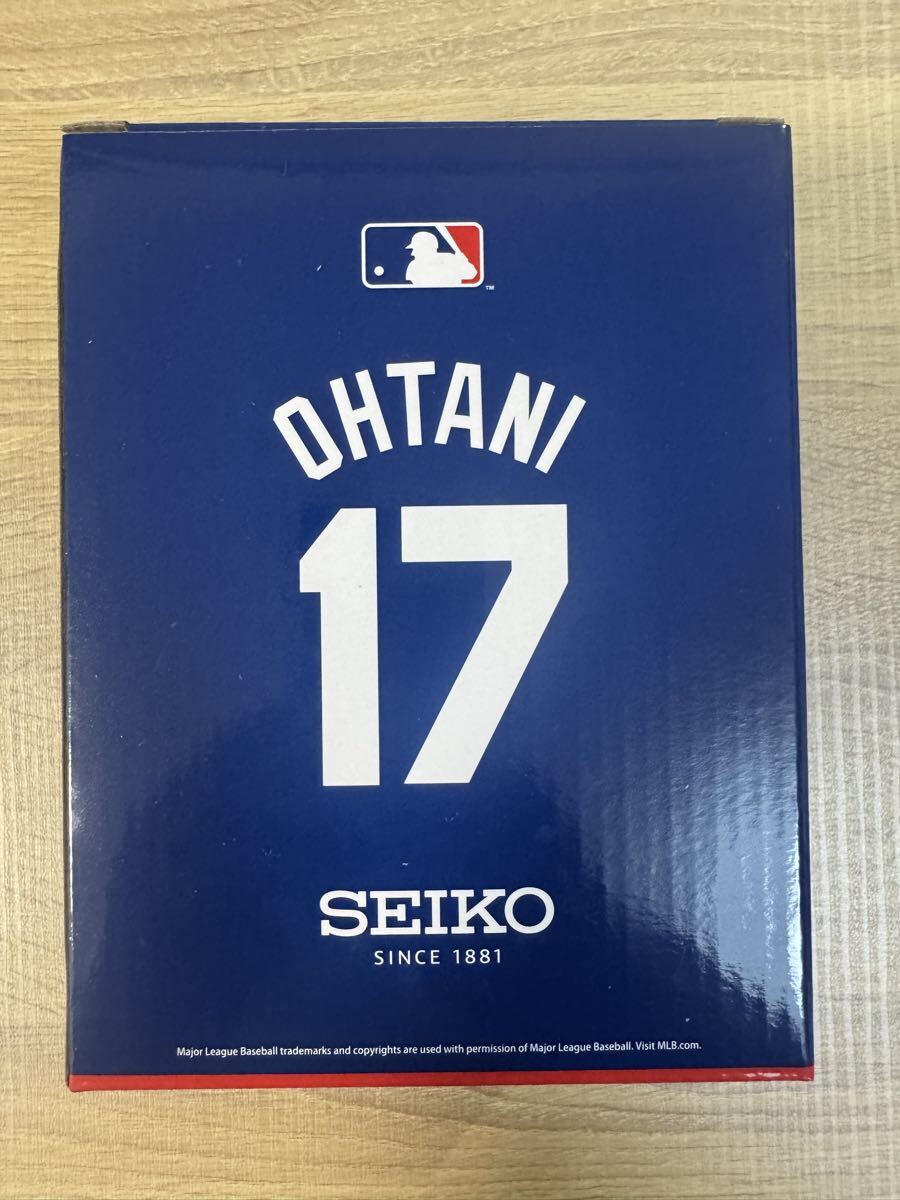 TM
OHTANI
17
SEIKO
SINCE 1881
Major League Baseball trademarks and copyrights are used with permission of Major League Baseball. Visit MLB.com.